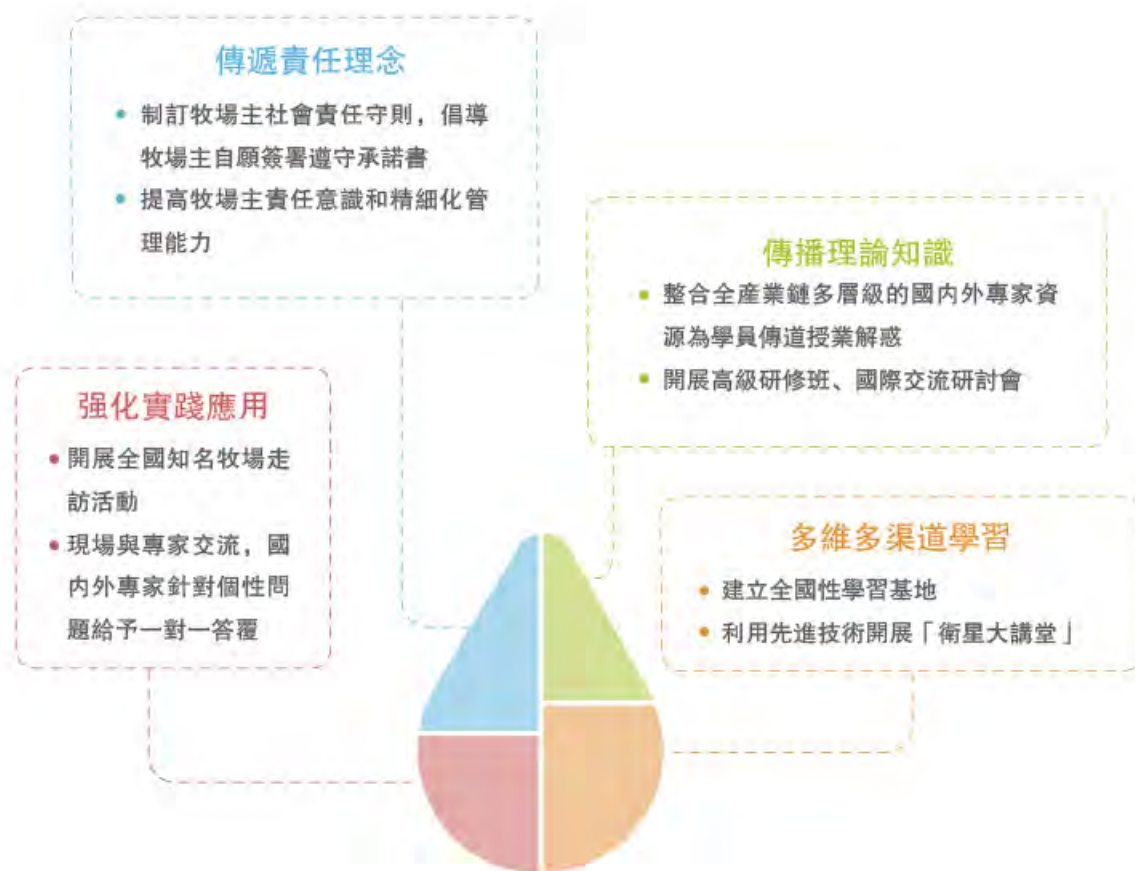 傳遞責任理念
• 制訂牧場主社會責任守則，倡導
牧場主自願簽署遵守承諾書
• 提高牧場主責任意識和精細化管
理能力
傳播理論知識
• 整合全産業鏈多層級的國内外專家資
源為學員傳道授業解惑
• 開展高級研修班、國際交流研討會
强化實踐應用
• 開展全國知名牧場走
訪活動
• 現場與專家交流，國
内外專家針對個性問
題給予一對一答覆
多維多渠道學習
• 建立全國性學習基地
• 利用先進技術開展「衛星大講堂」